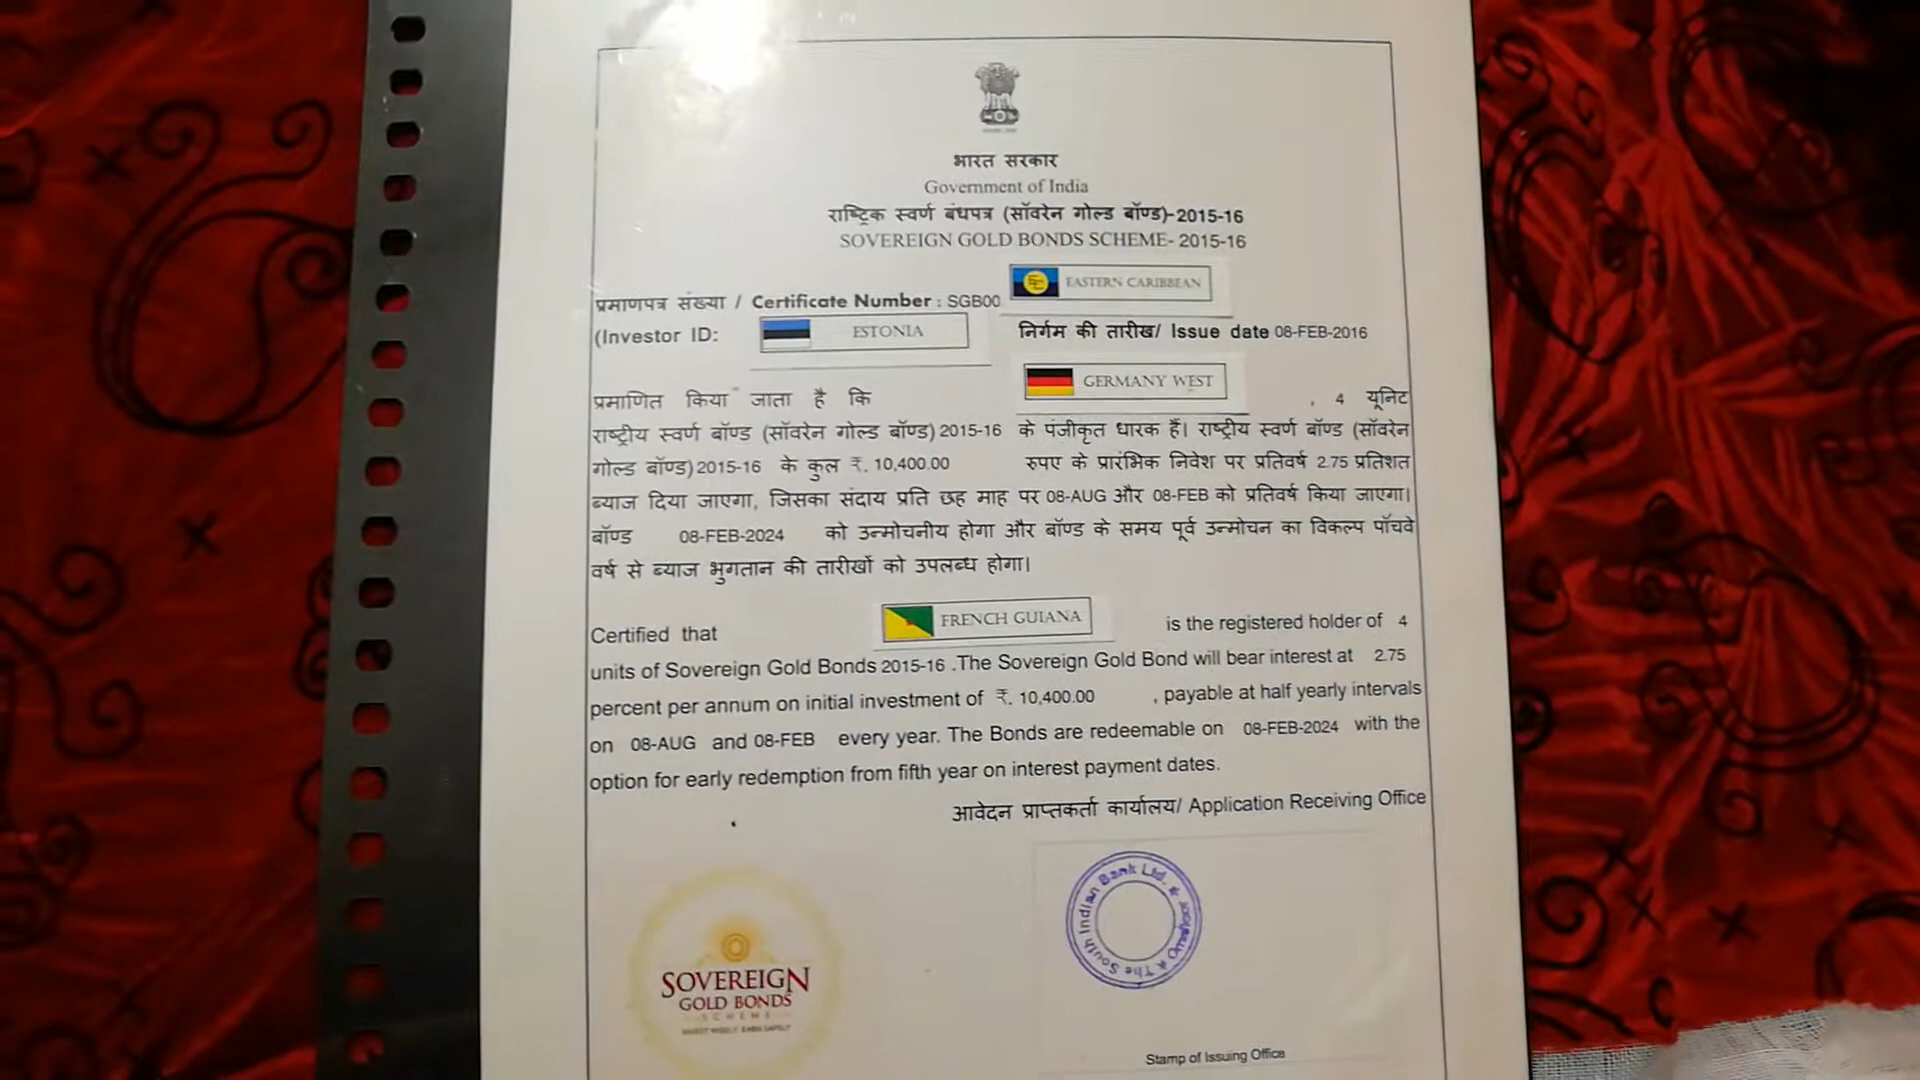 भारत सरकार
Government of India
राष्ट्रिक स्वर्ण बंधपत्र (सॉवरेन गोल्ड बॉण्ड)-2015-16
SOVEREIGN GOLD BONDS SCHEME- 2015-16
EASTERN CARIBBEAN
प्रमाणपत्र संख्या / Certificate Number : SGB00
(Investor ID: ESTONIA निर्गम की तारीख/ Issue date 08-FEB-2016
GERMANY WEST
प्रमाणित किया जाता है कि , 4 यूनिट
राष्ट्रीय स्वर्ण बॉण्ड (सॉवरेन गोल्ड बॉण्ड) 2015-16 के पंजीकृत धारक हैं। राष्ट्रीय स्वर्ण बॉण्ड (सॉवरेन
गोल्ड बॉण्ड) 2015-16 के कुल ₹. 10,400.00 रुपए के प्रारंभिक निवेश पर प्रतिवर्ष 2.75 प्रतिशत
ब्याज दिया जाएगा, जिसका संदाय प्रति छह माह पर 08-AUG और 08-FEB को प्रतिवर्ष किया जाएगा।
बॉण्ड 08-FEB-2024 को उन्मोचनीय होगा और बॉण्ड के समय पूर्व उन्मोचन का विकल्प पॉचवे
वर्ष से ब्याज भुगतान की तारीखों को उपलब्ध होगा।
FRENCH GUIANA
Certified that is the registered holder of 4
units of Sovereign Gold Bonds 2015-16 .The Sovereign Gold Bond will bear interest at 2.75
percent per annum on initial investment of ₹. 10,400.00 , payable at half yearly intervals
on 08-AUG and 08-FEB every year. The Bonds are redeemable on 08-FEB-2024 with the
option for early redemption from fifth year on interest payment dates.
आवेदन प्राप्तकर्ता कार्यालय/ Application Receiving Office
The South Indian Bank Ltd.
SOVEREIGN
GOLD BONDS
SCHEME
INVEST WISELY EARN SAFELY
Stamp of Issuing Office